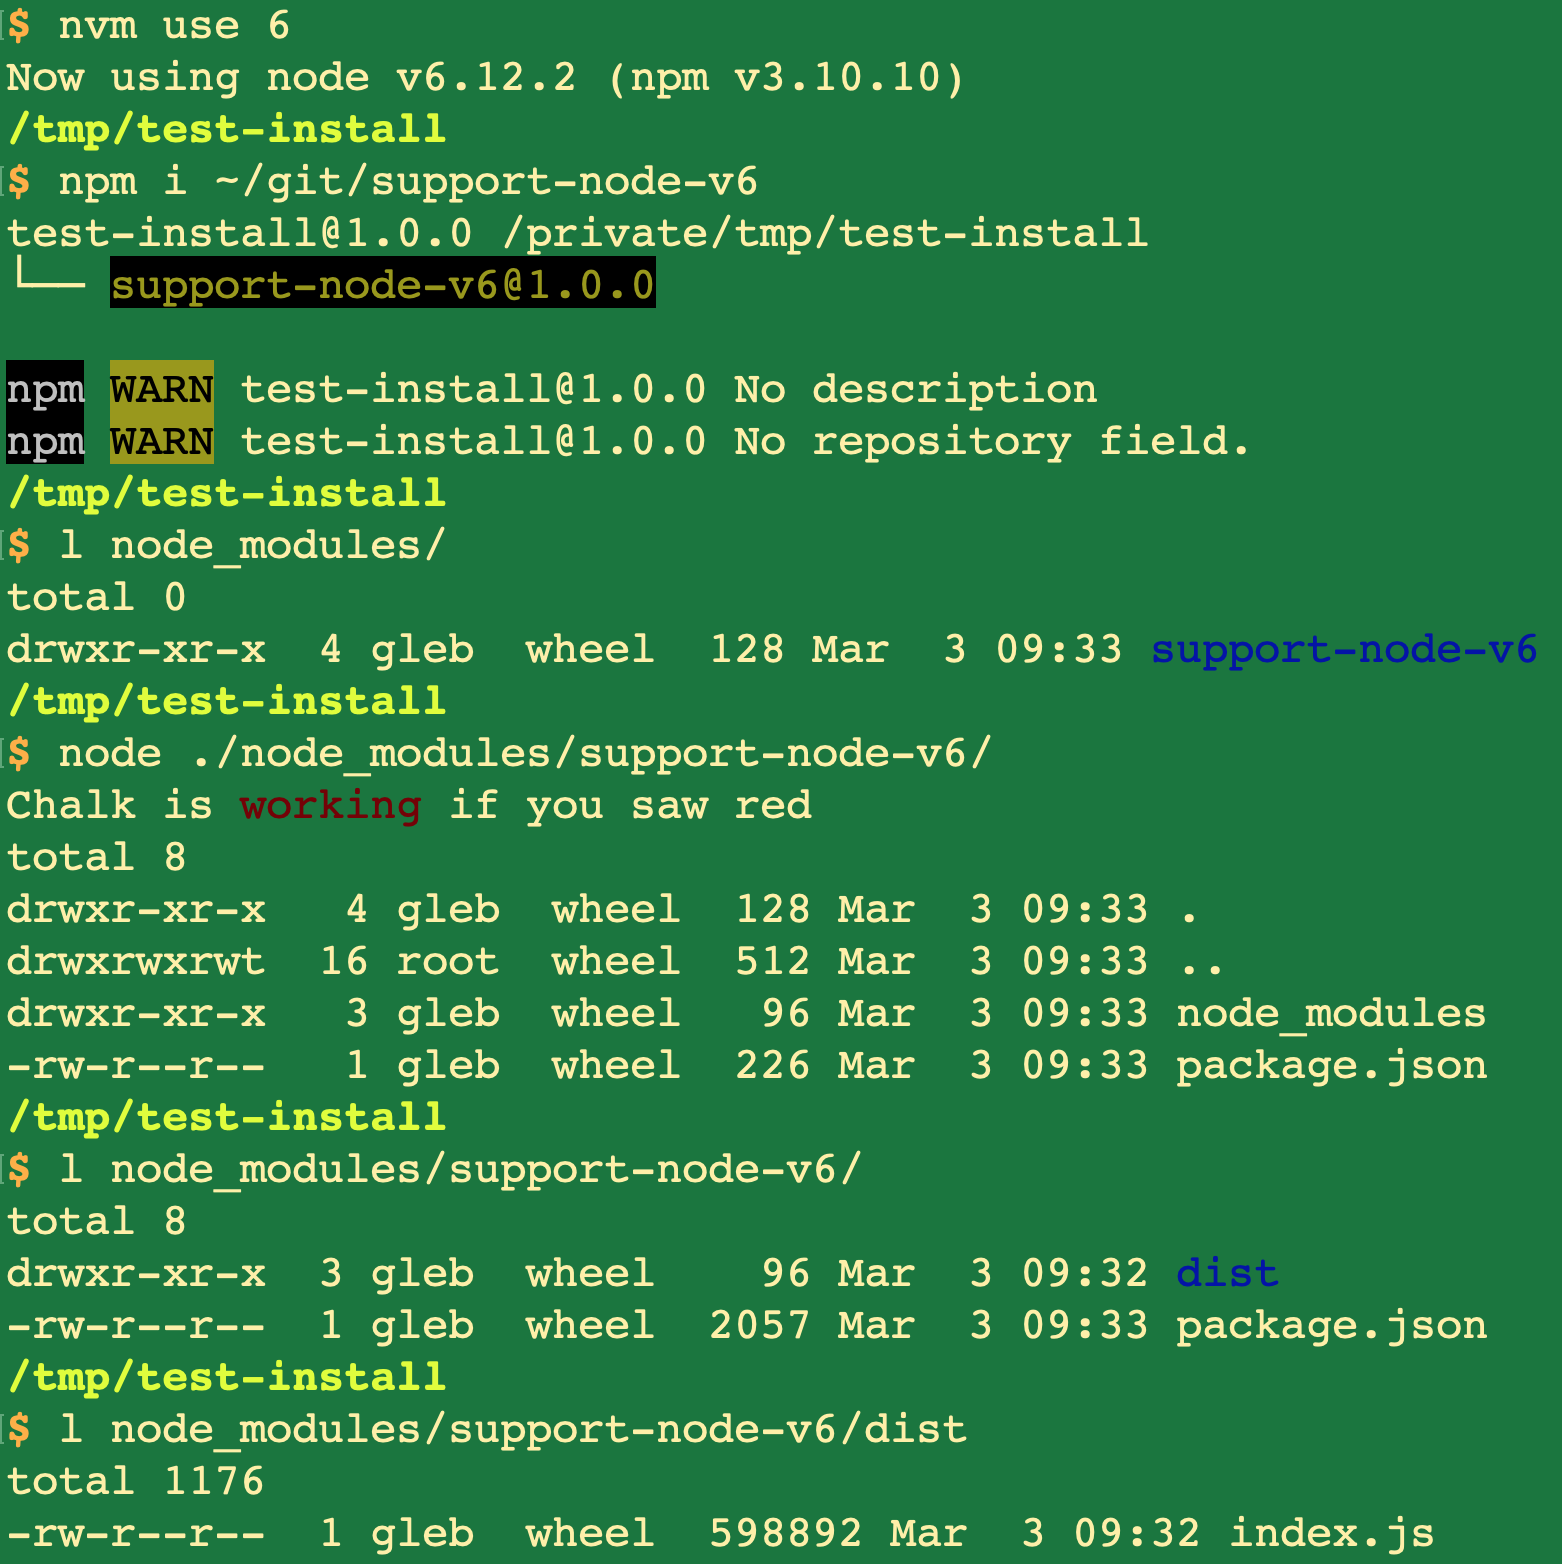 $ nvm use 6
Now using node v6.12.2 (npm v3.10.10)
/tmp/test-install
$ npm i ~/git/support-node-v6
test-install@1.0.0 /private/tmp/test-install
└── support-node-v6@1.0.0
npm WARN test-install@1.0.0 No description
npm WARN test-install@1.0.0 No repository field.
/tmp/test-install
$ l node_modules/
total 0
drwxr-xr-x  4 gleb  wheel  128 Mar  3 09:33 support-node-v6
/tmp/test-install
$ node ./node_modules/support-node-v6/
Chalk is working if you saw red
total 8
drwxr-xr-x   4 gleb  wheel  128 Mar  3 09:33 .
drwxrwxrwt  16 root  wheel  512 Mar  3 09:33 ..
drwxr-xr-x   3 gleb  wheel   96 Mar  3 09:33 node_modules
-rw-r--r--   1 gleb  wheel  226 Mar  3 09:33 package.json
/tmp/test-install
$ l node_modules/support-node-v6/
total 8
drwxr-xr-x  3 gleb  wheel    96 Mar  3 09:32 dist
-rw-r--r--  1 gleb  wheel  2057 Mar  3 09:33 package.json
/tmp/test-install
$ l node_modules/support-node-v6/dist
total 1176
-rw-r--r--  1 gleb  wheel  598892 Mar  3 09:32 index.js